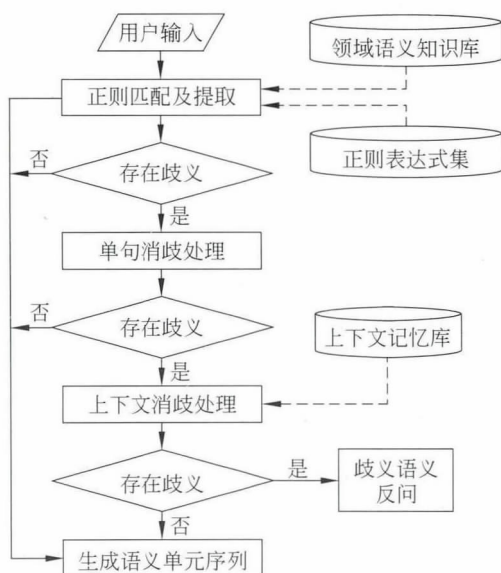 用户输入
领域语义知识库
正则匹配及提取
正则表达式集
否
存在歧义
是
单句消歧处理
否
存在歧义
上下文记忆库
是
上下文消歧处理
存在歧义
是
歧义语义
反问
否
生成语义单元序列